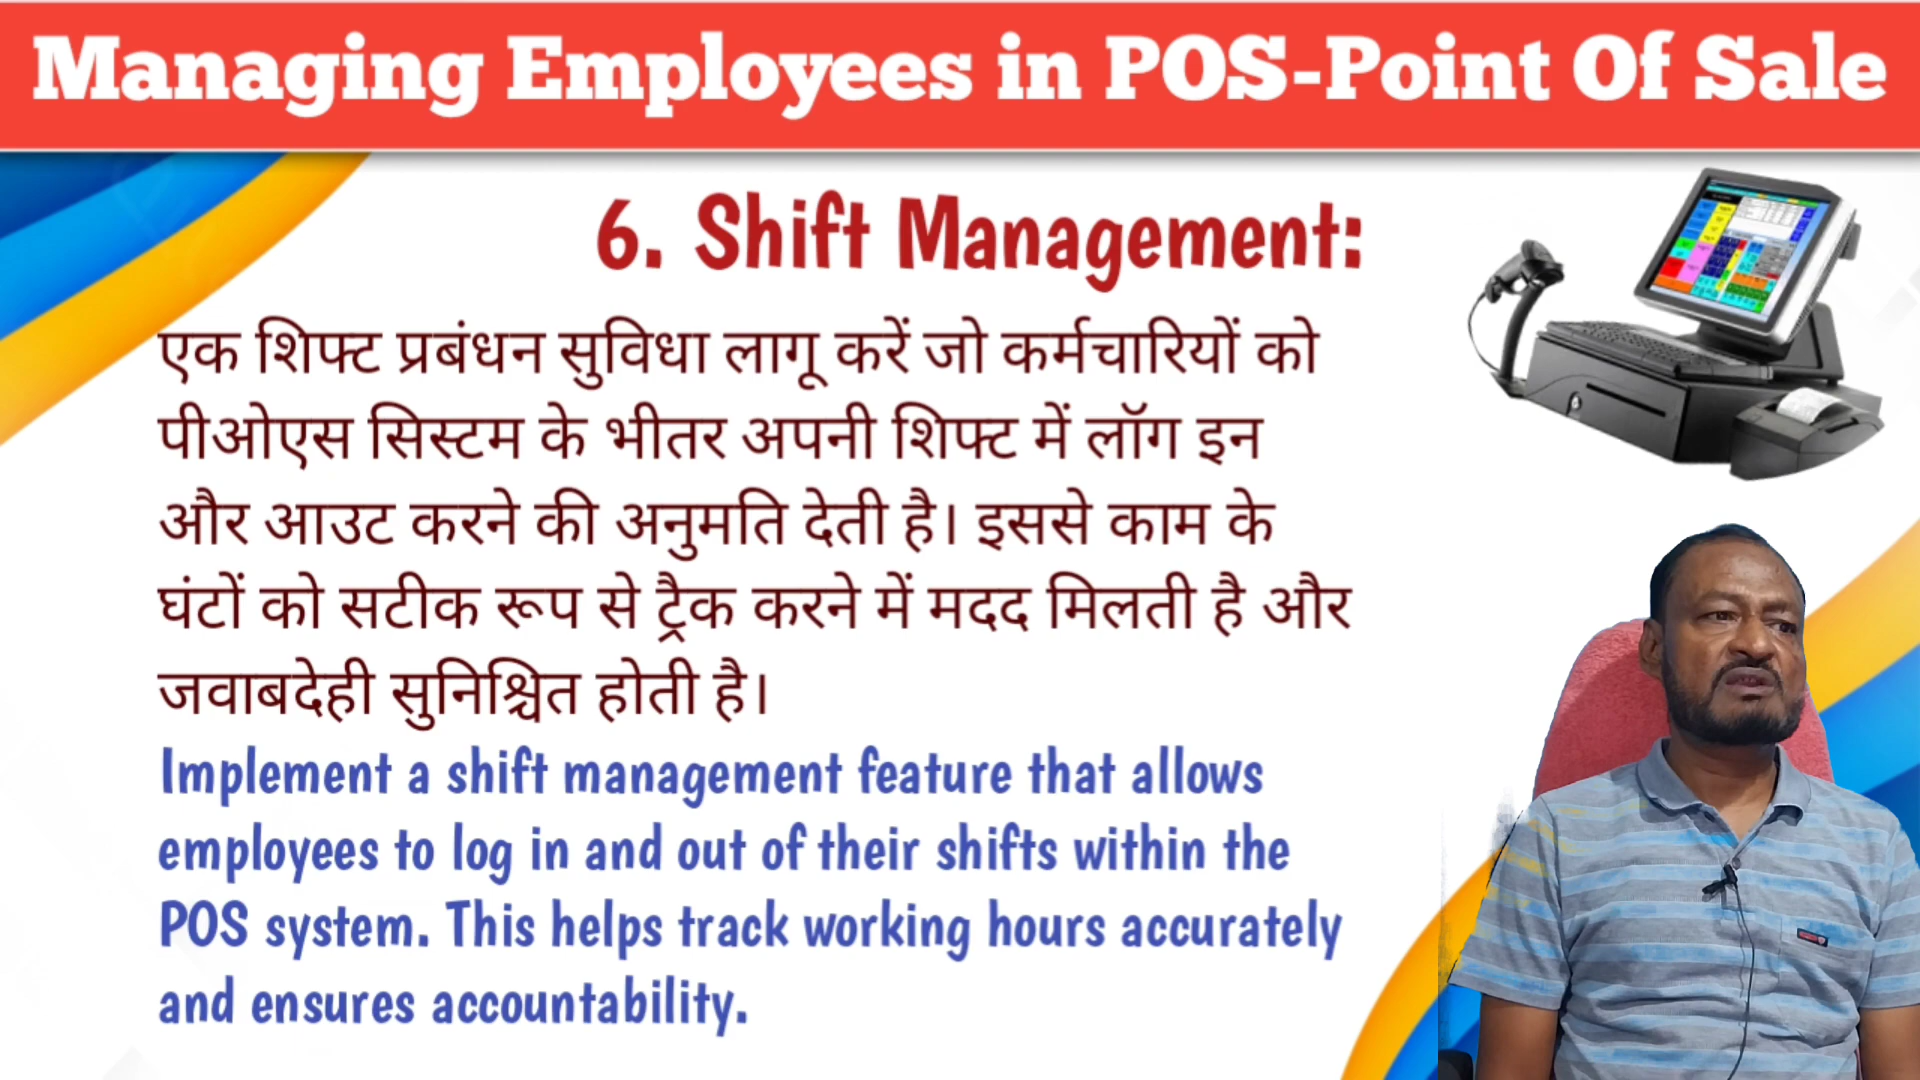 Managing Employees in POS-Point Of Sale
6. Shift Management:
एक शिफ्ट प्रबंधन सुविधा लागू करें जो कर्मचारियों को
पीओएस सिस्टम के भीतर अपनी शिफ्ट में लॉग इन
और आउट करने की अनुमति देती है। इससे काम के
घंटों को सटीक रूप से ट्रैक करने में मदद मिलती है और
जवाबदेही सुनिश्चित होती है।
Implement a shift management feature that allows
employees to log in and out of their shifts within the
POS system. This helps track working hours accurately
and ensures accountability.